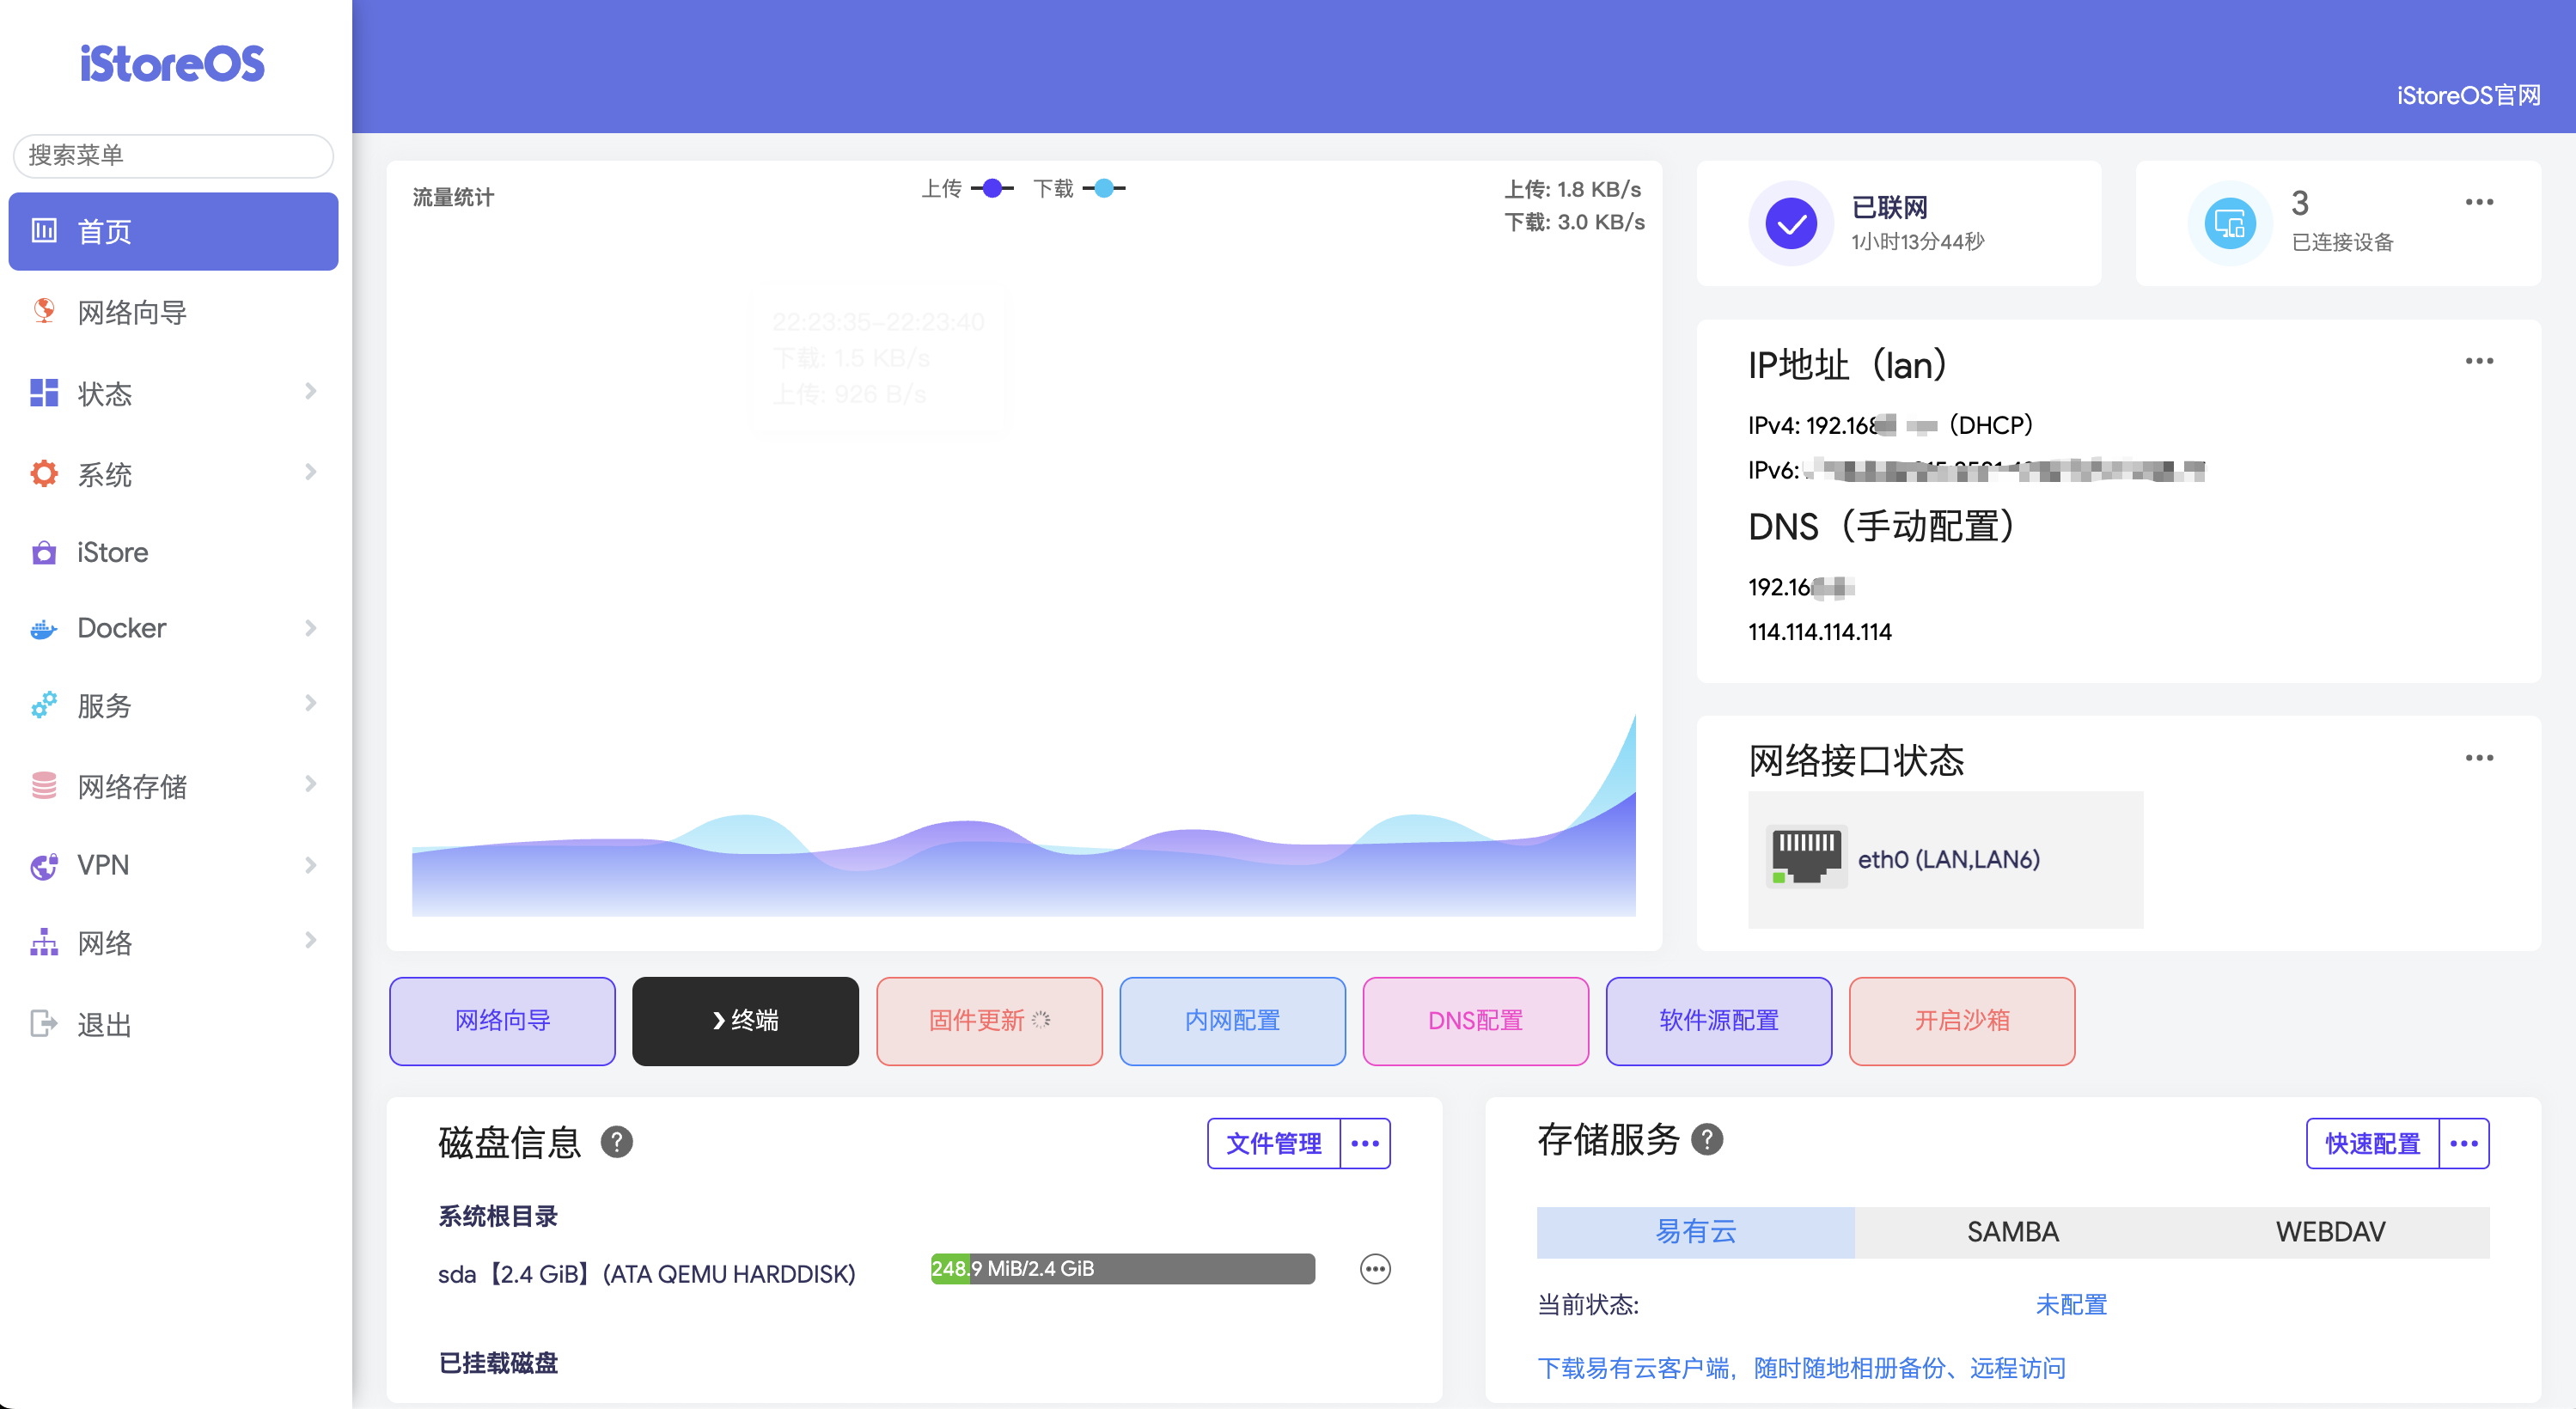 iStoreOS
搜索菜单
首页
网络向导
状态
系统
iStore
Docker
服务
网络存储
VPN
网络
退出
iStoreOS官网
流量统计
上传 下载
上传: 1.8 KB/s
下载: 3.0 KB/s
22:23:35-22:23:40
下载: 1.5 KB/s
上传: 926 B/s
已联网
1小时13分44秒
3
已连接设备
IP地址（lan）
IPv4: 192.168 （DHCP）
IPv6:
DNS（手动配置）
192.16
114.114.114.114
网络接口状态
eth0 (LAN,LAN6)
网络向导
终端
固件更新
内网配置
DNS配置
软件源配置
开启沙箱
磁盘信息 ?
文件管理
系统根目录
sda【2.4 GiB】(ATA QEMU HARDDISK)
248.9 MiB/2.4 GiB
已挂载磁盘
存储服务 ?
快速配置
易有云 SAMBA WEBDAV
当前状态: 未配置
下载易有云客户端，随时随地相册备份、远程访问